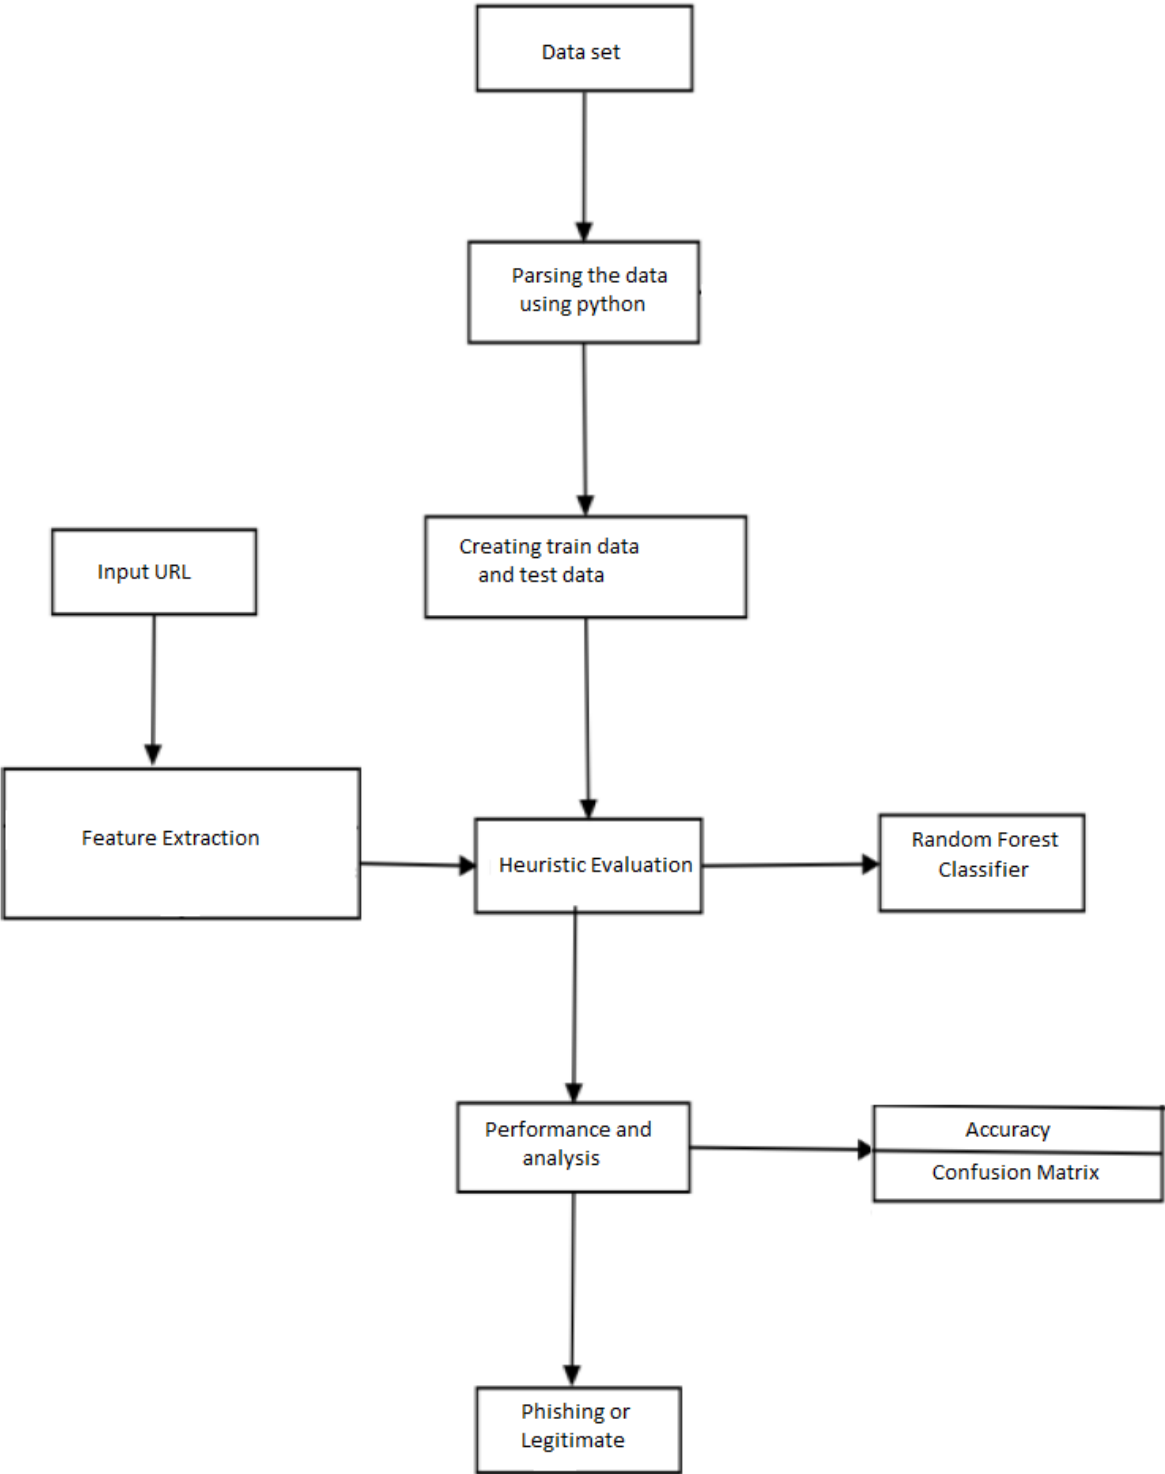 Data set
Parsing the data
using python
Creating train data
and test data
Input URL
Feature Extraction
Heuristic Evaluation
Random Forest
Classifier
Performance and
analysis
Accuracy
Confusion Matrix
Phishing or
Legitimate